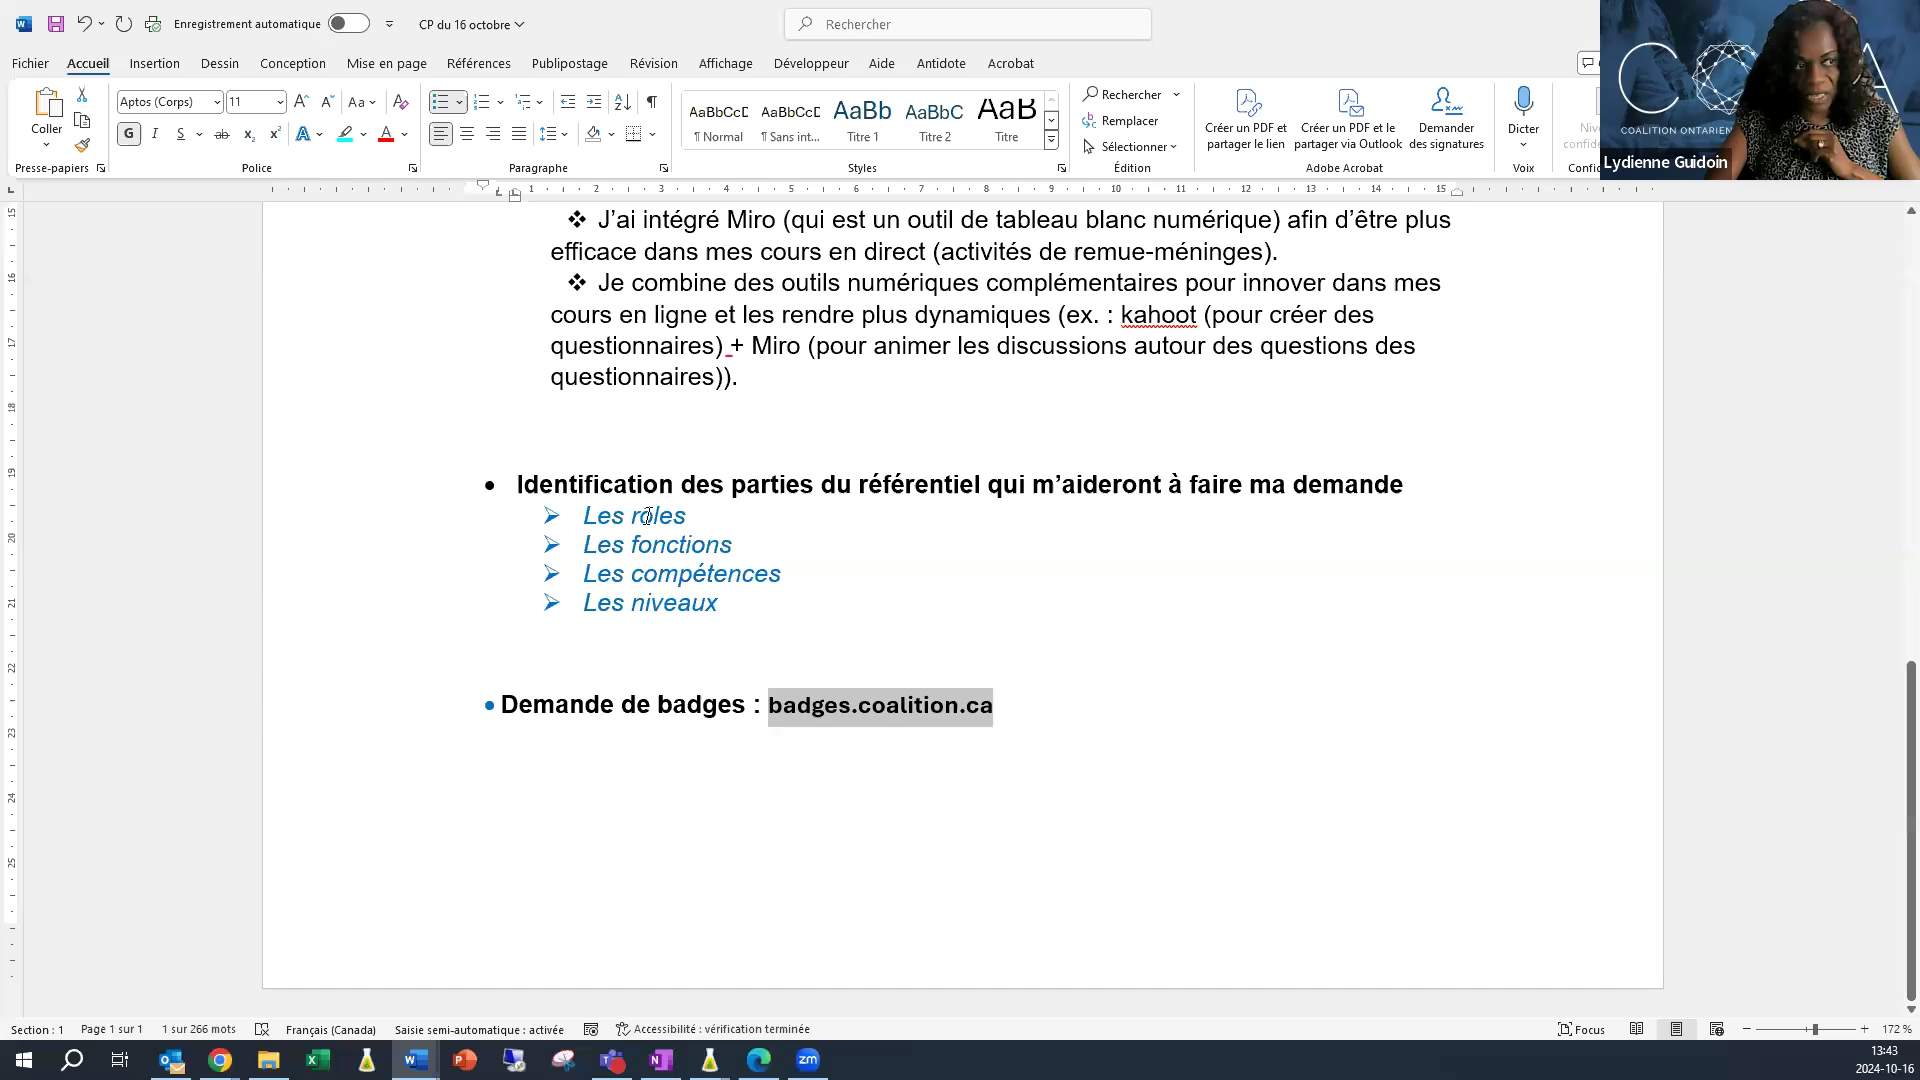 Enregistrement automatique
CP du 16 octobre
Rechercher
Fichier Accueil Insertion Dessin Conception Mise en page Références Publipostage Révision Affichage Développeur Aide Antidote Acrobat
Coller
Aptos (Corps) 11
G I S ab x₂ x²
AaBbCcD AaBbCcD AaBb AaBbC AaB
¶ Normal ¶ Sans int... Titre 1 Titre 2 Titre
Rechercher
Remplacer
Sélectionner
Créer un PDF et partager le lien
Créer un PDF et le partager via Outlook
Demander des signatures
Dicter
Presse-papiers Police Paragraphe Styles Édition Adobe Acrobat Voix
COALITION ONTARIEN
Lydienne Guidoin
❖ J’ai intégré Miro (qui est un outil de tableau blanc numérique) afin d’être plus
efficace dans mes cours en direct (activités de remue-méninges).
❖ Je combine des outils numériques complémentaires pour innover dans mes
cours en ligne et les rendre plus dynamiques (ex. : kahoot (pour créer des
questionnaires) + Miro (pour animer les discussions autour des questions des
questionnaires)).
• Identification des parties du référentiel qui m’aideront à faire ma demande
➢ Les rôles
➢ Les fonctions
➢ Les compétences
➢ Les niveaux
• Demande de badges : badges.coalition.ca
Section : 1 Page 1 sur 1 1 sur 266 mots Français (Canada) Saisie semi-automatique : activée Accessibilité : vérification terminée Focus 172 %
13:43
2024-10-16